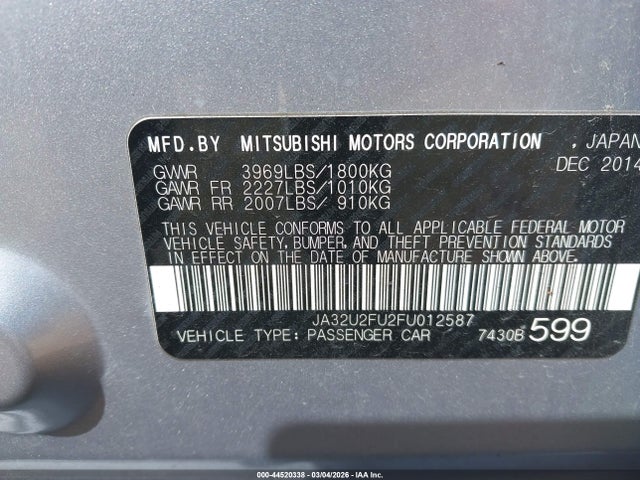 MFD.BY MITSUBISHI MOTORS CORPORATION , JAPAN
GVWR 3969LBS/1800KG DEC 2014
GAWR FR 2227LBS/1010KG
GAWR RR 2007LBS/ 910KG
THIS VEHICLE CONFORMS TO ALL APPLICABLE FEDERAL MOTOR
VEHICLE SAFETY, BUMPER, AND THEFT PREVENTION STANDARDS
IN EFFECT ON THE DATE OF MANUFACTURE SHOWN ABOVE.
JA32U2FU2FU012587
VEHICLE TYPE: PASSENGER CAR 7430B 599
000-44520338 - 03/04/2026 - IAA Inc.